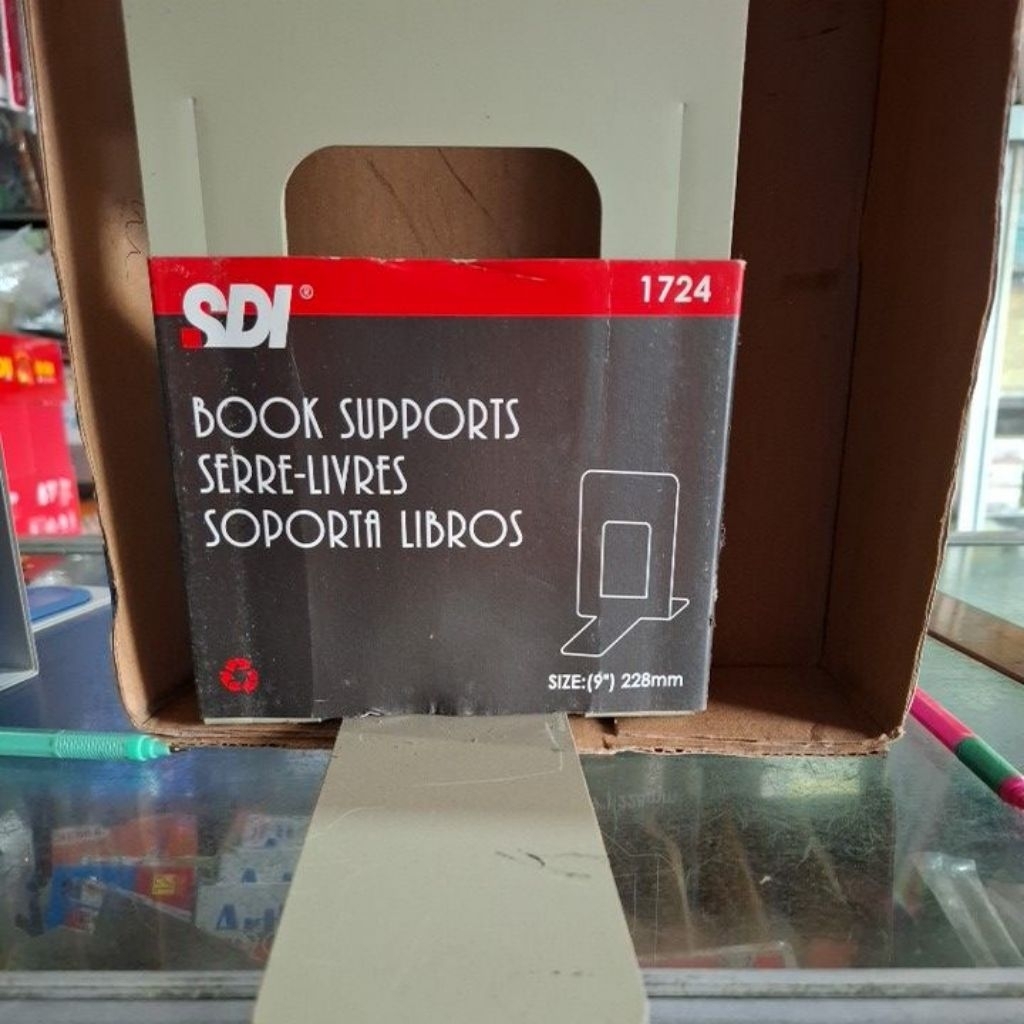 SDI® 1724
BOOK SUPPORTS
SERRE-LIVRES
SOPORTA LIBROS
SIZE:(9") 228mm